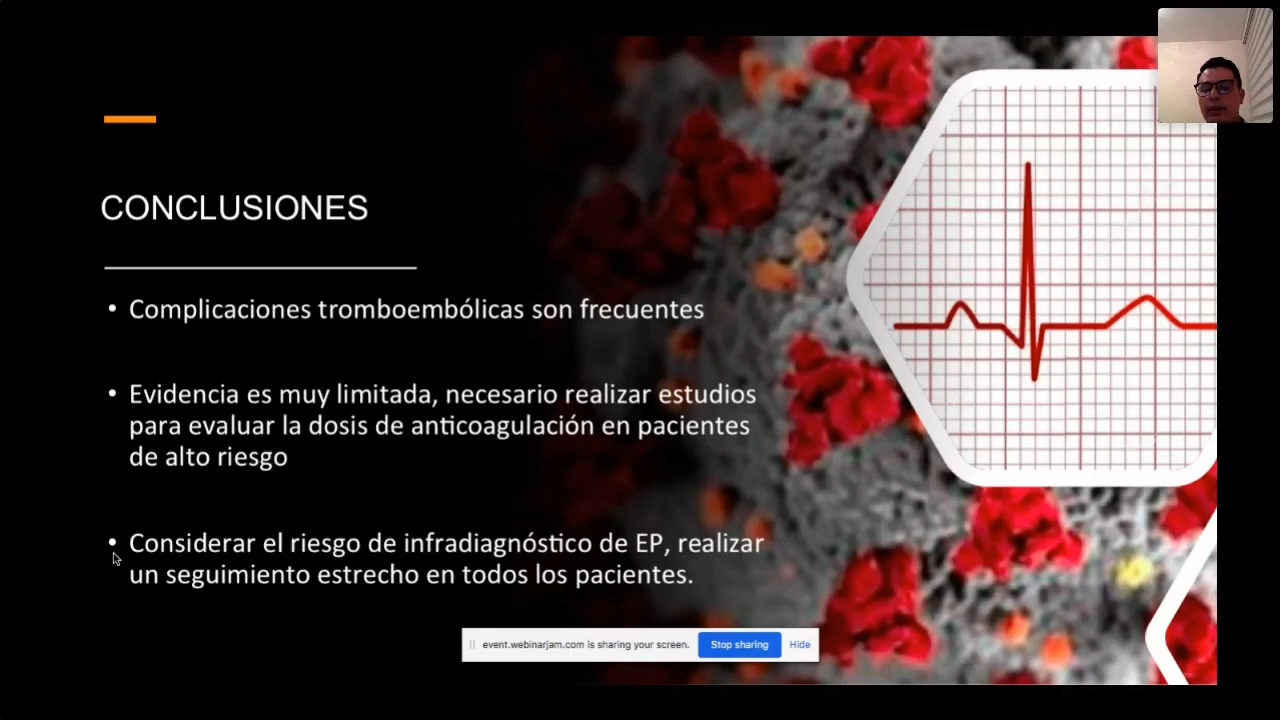 CONCLUSIONES
• Complicaciones tromboembólicas son frecuentes
• Evidencia es muy limitada, necesario realizar estudios
para evaluar la dosis de anticoagulación en pacientes
de alto riesgo
• Considerar el riesgo de infradiagnóstico de EP, realizar
un seguimiento estrecho en todos los pacientes.
event.webinarjam.com is sharing your screen. Stop sharing Hide